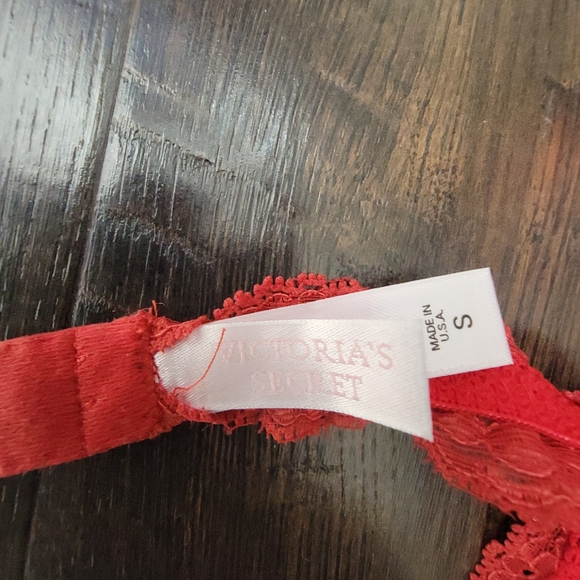 VICTORIA'S
SECRET
MADE IN
U.S.A.
S